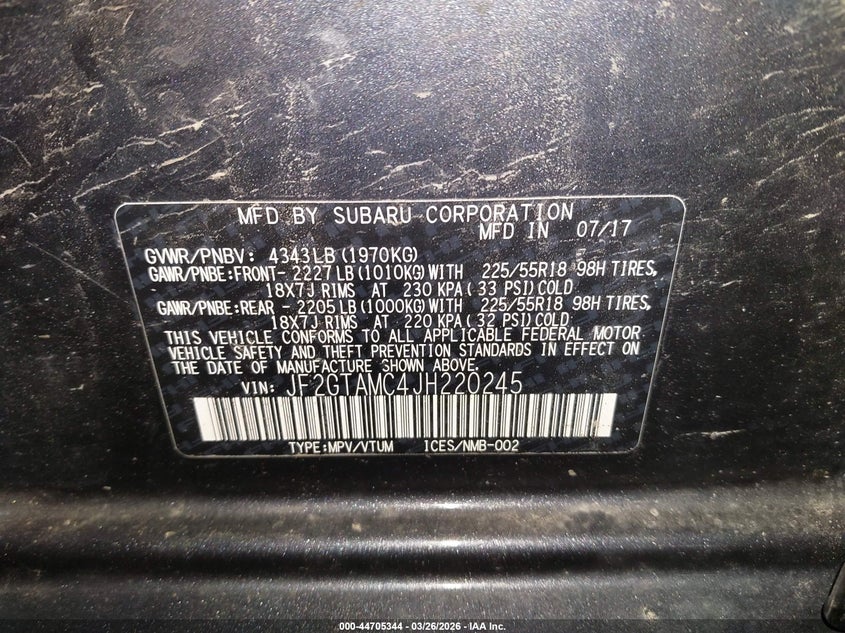 MFD BY SUBARU CORPORATION
MFD IN 07/17
GVWR/PNBV: 4343LB (1970KG)
GAWR/PNBE:FRONT- 2227 LB (1010KG) WITH 225/55R18 98H TIRES,
18X7J RIMS AT 230 KPA ( 33 PSI) COLD
GAWR/PNBE:REAR - 2205 LB (1000KG) WITH 225/55R18 98H TIRES,
18X7J RIMS AT 220 KPA ( 32 PSI) COLD
THIS VEHICLE CONFORMS TO ALL APPLICABLE FEDERAL MOTOR
VEHICLE SAFETY AND THEFT PREVENTION STANDARDS IN EFFECT ON
THE DATE OF MANUFACTURE SHOWN ABOVE.
VIN: JF2GTAMC4JH220245
TYPE:MPV/VTUM ICES/NMB-002
000-44705344 - 03/26/2026 - IAA Inc.